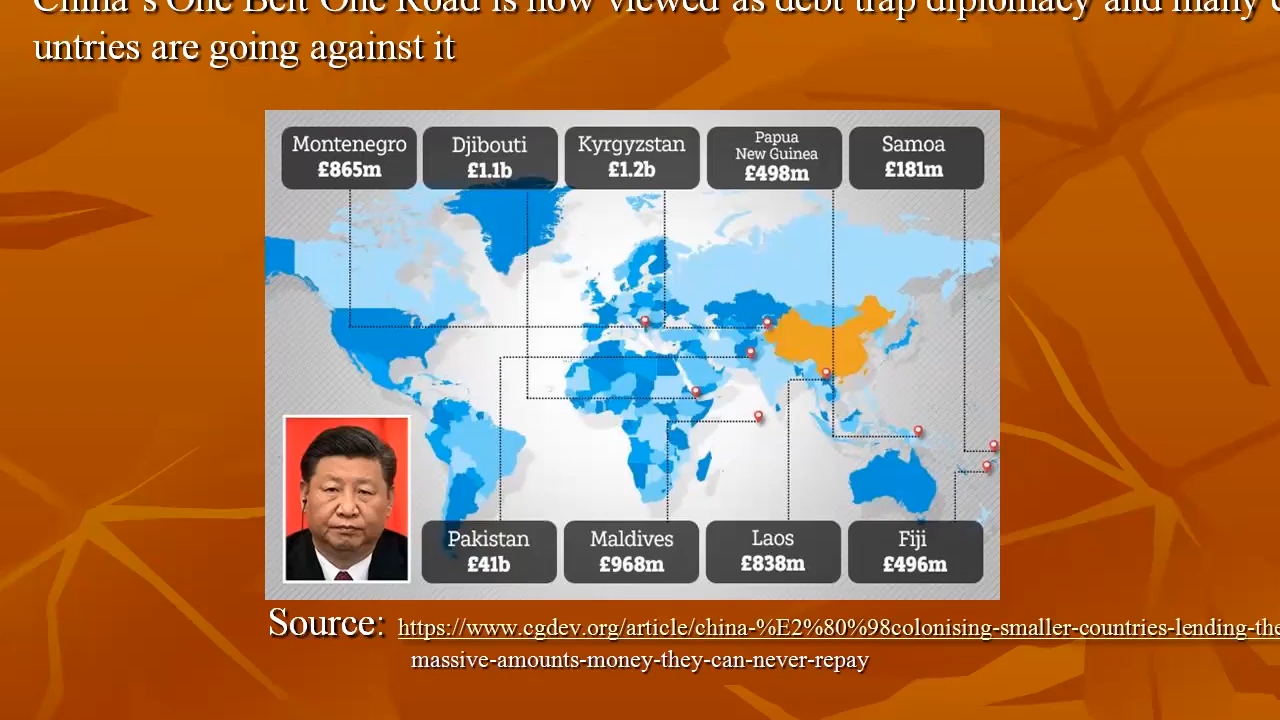 China's One Belt One Road is now viewed as debt trap diplomacy and many c
untries are going against it
Montenegro
£865m
Djibouti
£1.1b
Kyrgyzstan
£1.2b
Papua
New Guinea
£498m
Samoa
£181m
Pakistan
£41b
Maldives
£968m
Laos
£838m
Fiji
£496m
Source: https://www.cgdev.org/article/china-%E2%80%98colonising-smaller-countries-lending-the
massive-amounts-money-they-can-never-repay